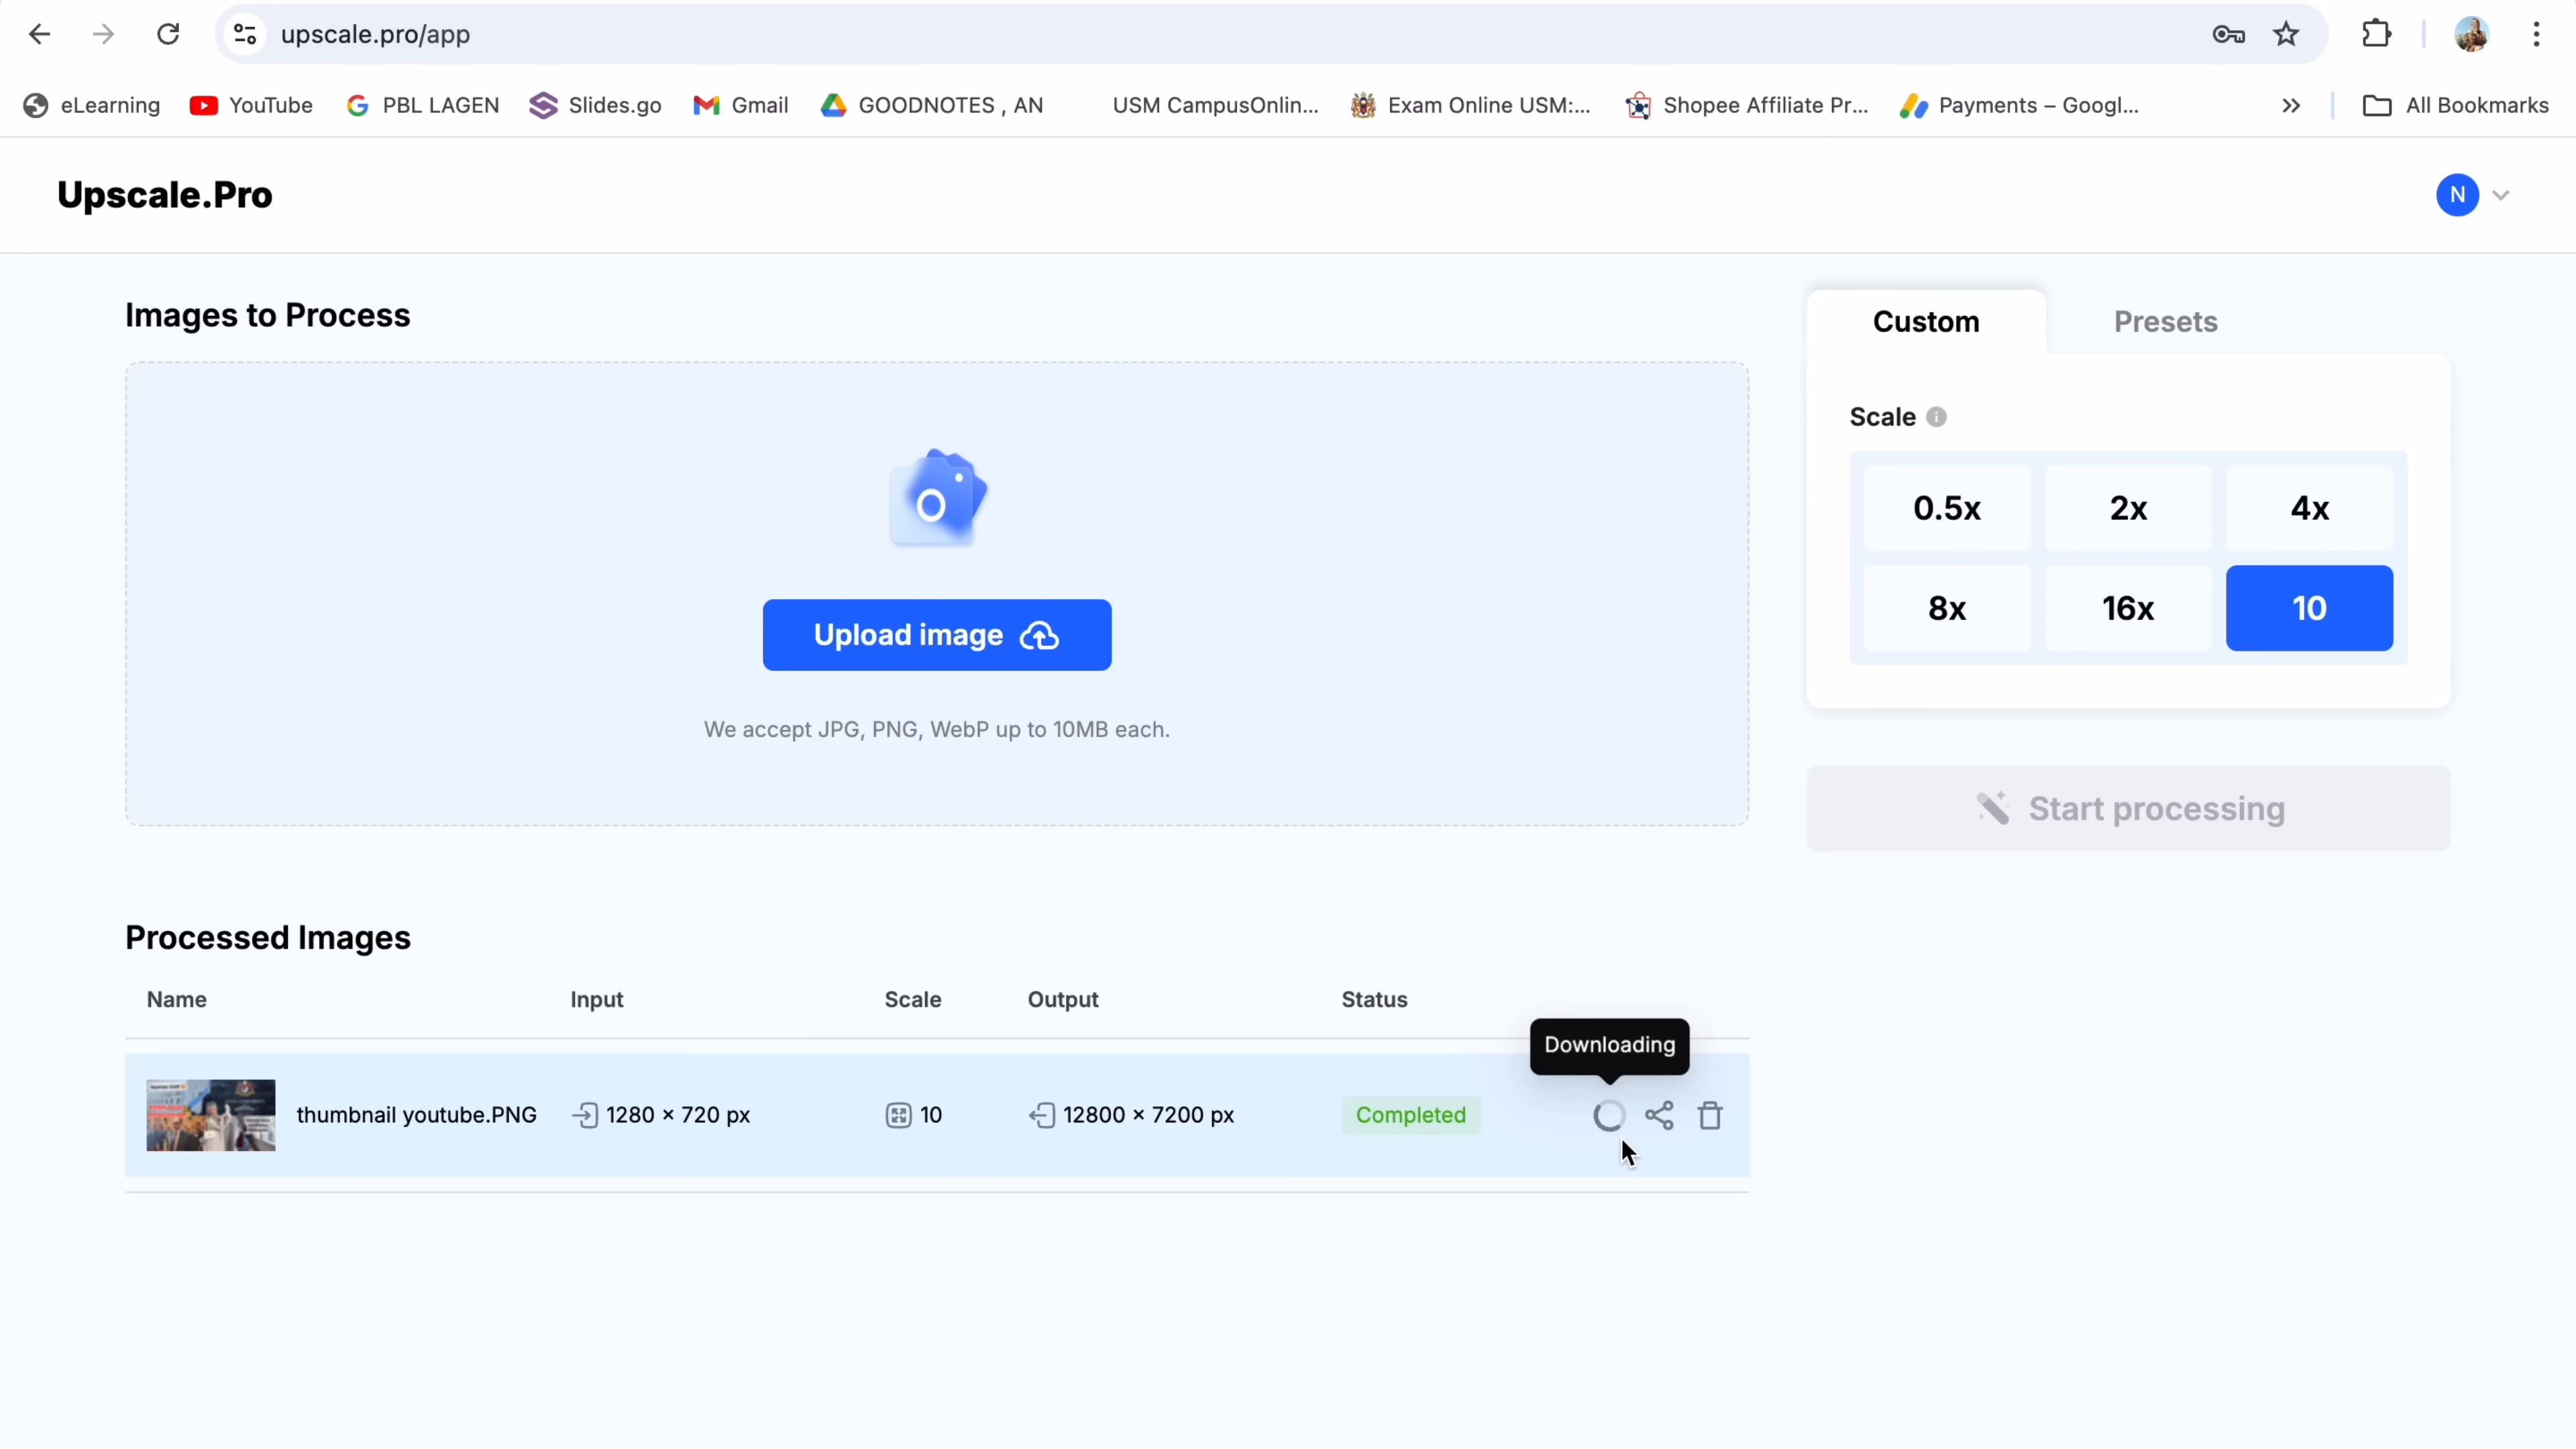 upscale.pro/app
eLearning
YouTube
PBL LAGEN
Slides.go
Gmail
GOODNOTES , AN
USM CampusOnlin...
Exam Online USM:...
Shopee Affiliate Pr...
Payments – Googl...
All Bookmarks
Upscale.Pro
N
Images to Process
Upload image
We accept JPG, PNG, WebP up to 10MB each.
Custom
Presets
Scale
0.5x 2x 4x
8x 16x 10
Start processing
Processed Images
Name Input Scale Output Status
Downloading
thumbnail youtube.PNG 1280 × 720 px 10 12800 × 7200 px Completed